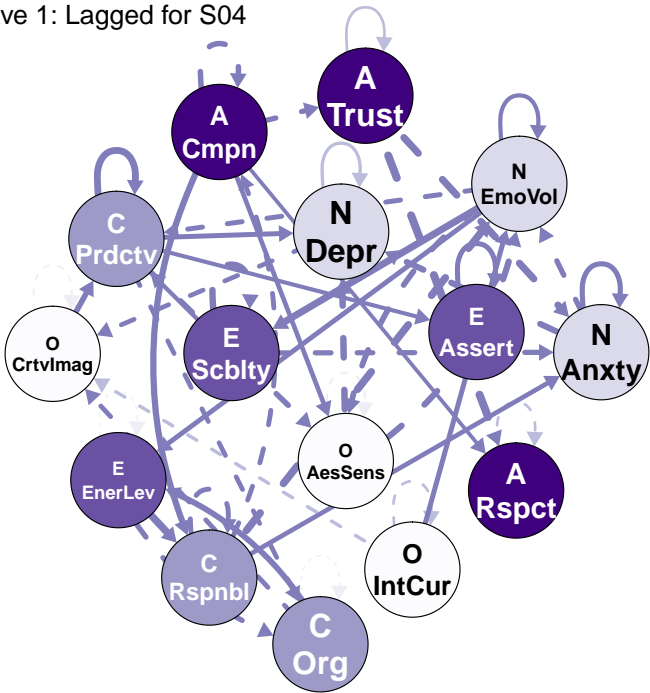 ve 1: Lagged for S04
A
Trust
A
Cmpn
N
EmoVol
N
Depr
C
Prdctv
E
Assert
E
Scblty
N
Anxty
O
CrtvImag
O
AesSens
E
EnerLev
A
Rspct
C
Rspnbl
O
IntCur
C
Org